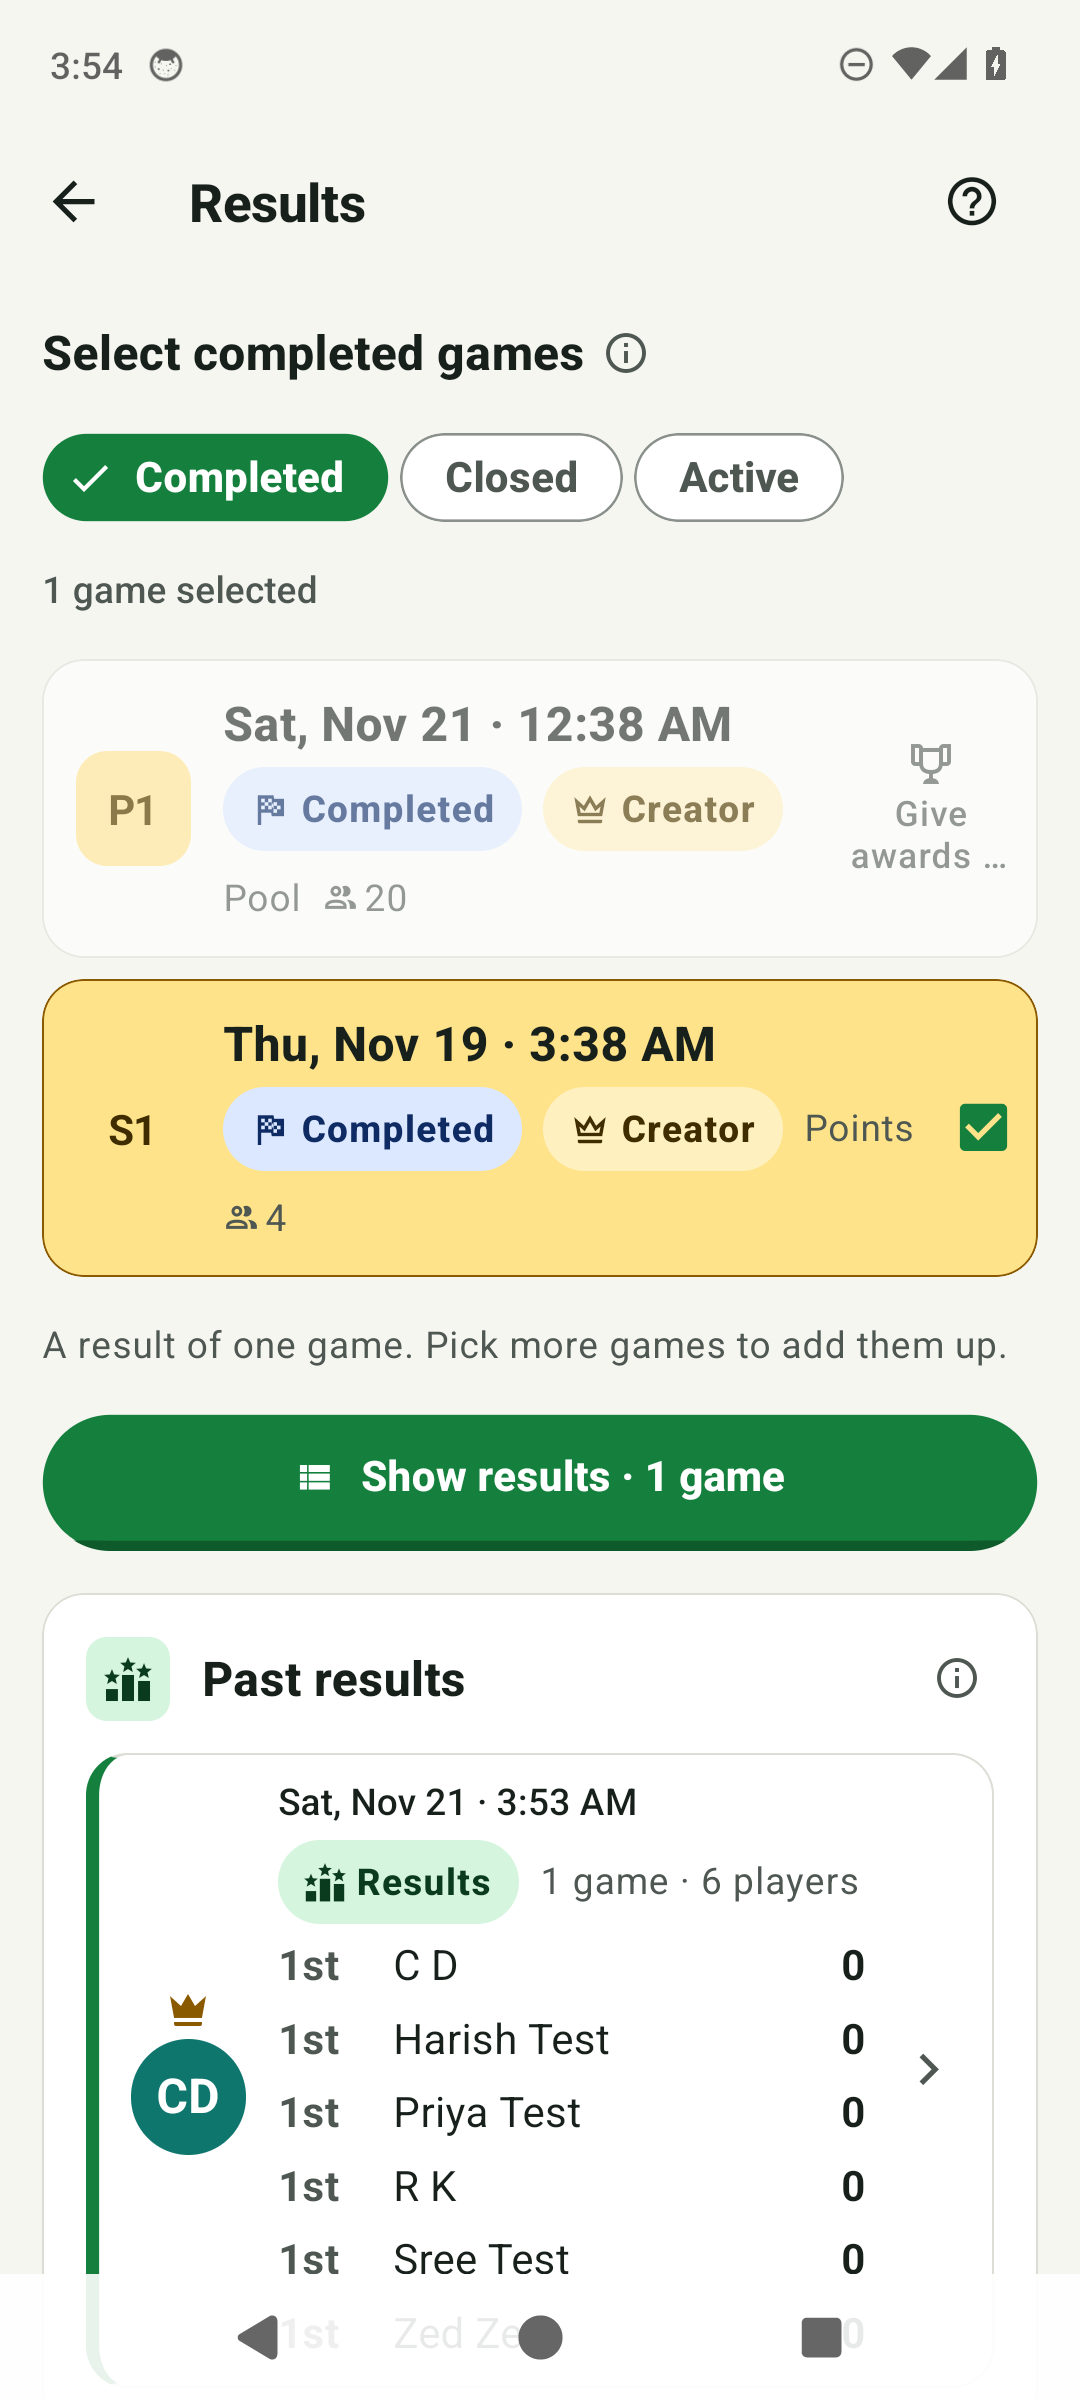 3:54
Results
Select completed games
Completed
Closed
Active
1 game selected
Sat, Nov 21 · 12:38 AM
P1
Completed
Creator
Give
awards ...
Pool
20
Thu, Nov 19 · 3:38 AM
S1
Completed
Creator
Points
4
A result of one game. Pick more games to add them up.
Show results · 1 game
Past results
Sat, Nov 21 · 3:53 AM
Results
1 game · 6 players
1st C D 0
1st Harish Test 0
CD
1st Priya Test 0
1st R K 0
1st Sree Test 0
1st Zed 0